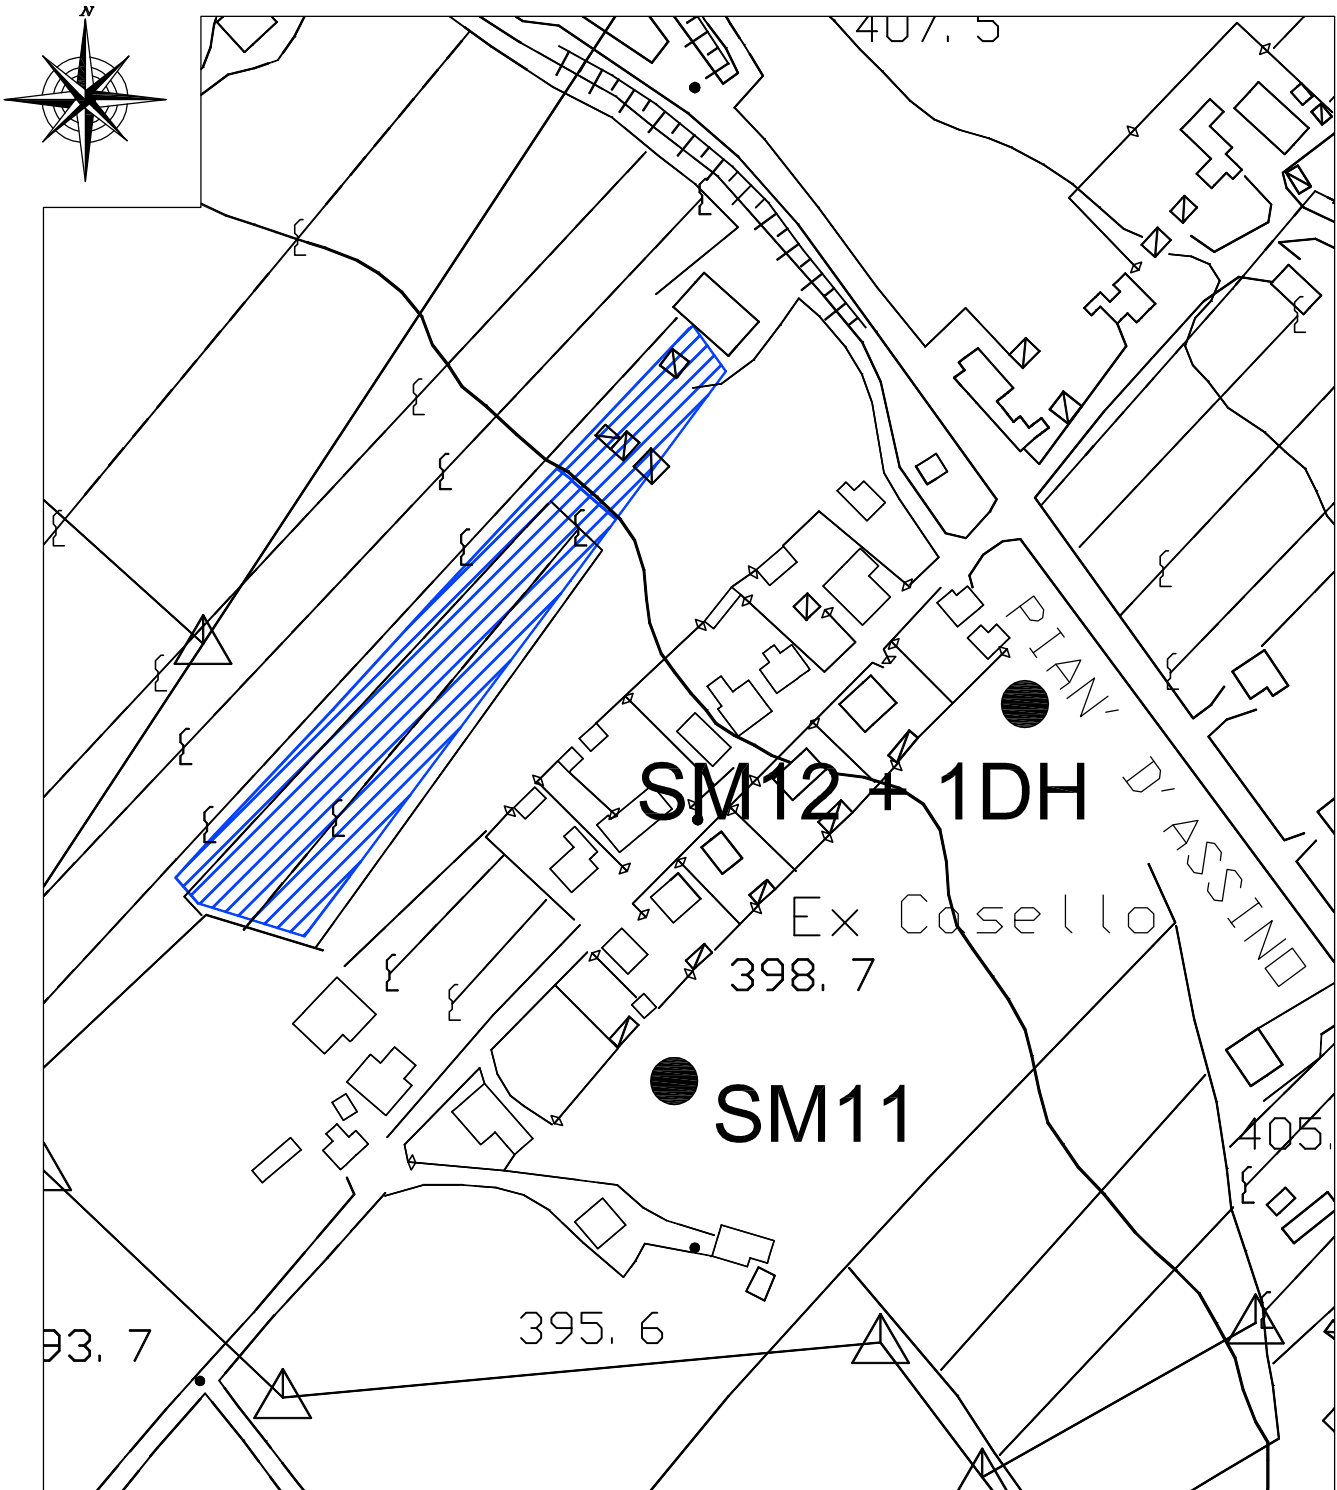 N
407. 5
PIAN' D'ASSINO
SM12 + 1DH
Ex Casello
398. 7
SM11
405.
395. 6
93. 7